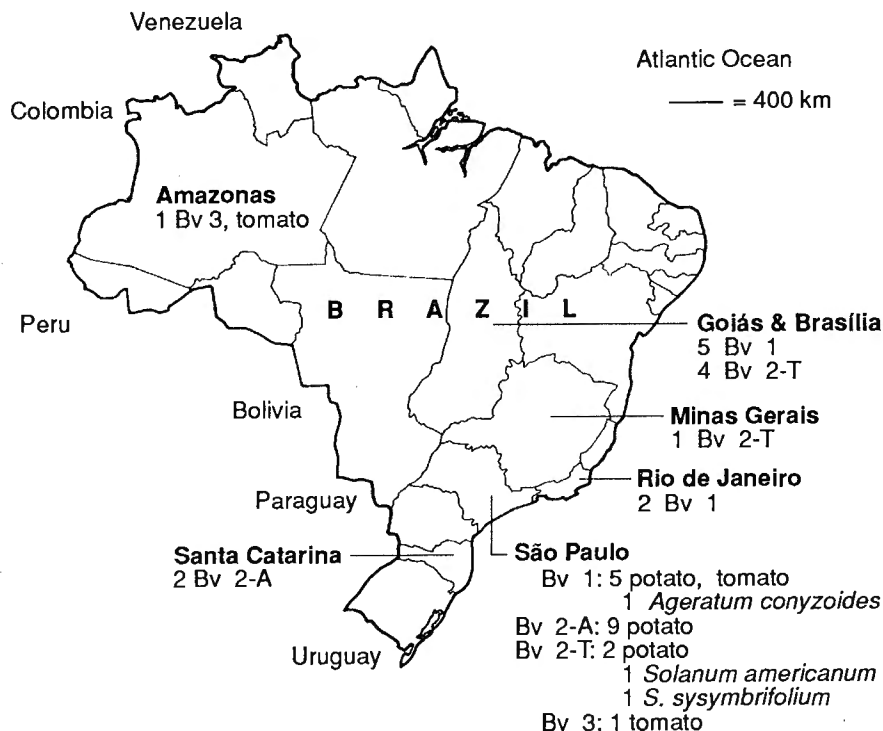 Venezuela
Atlantic Ocean
Colombia
= 400 km
Amazonas
1 Bv 3, tomato
B R A Z I L
Peru
Goiás & Brasília
5 Bv 1
4 Bv 2-T
Bolivia
Minas Gerais
1 Bv 2-T
Rio de Janeiro
2 Bv 1
Paraguay
Santa Catarina
2 Bv 2-A
São Paulo
Bv 1: 5 potato, tomato
1 Ageratum conyzoides
Bv 2-A: 9 potato
Bv 2-T: 2 potato
1 Solanum americanum
1 S. sysymbrifolium
Bv 3: 1 tomato
Uruguay